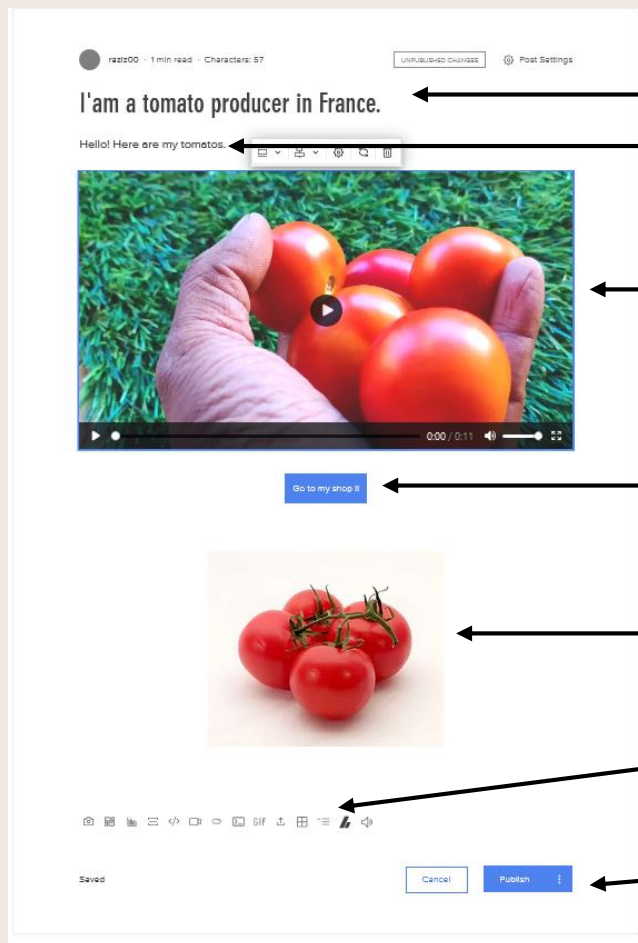 raziz00 · 1 min read · Characters: 57
UNPUBLISHED CHANGES
Post Settings
I'am a tomato producer in France.
Hello! Here are my tomatos.
0:00 / 0:11
Go to my shop !!
GIF
Saved
Cancel
Publish